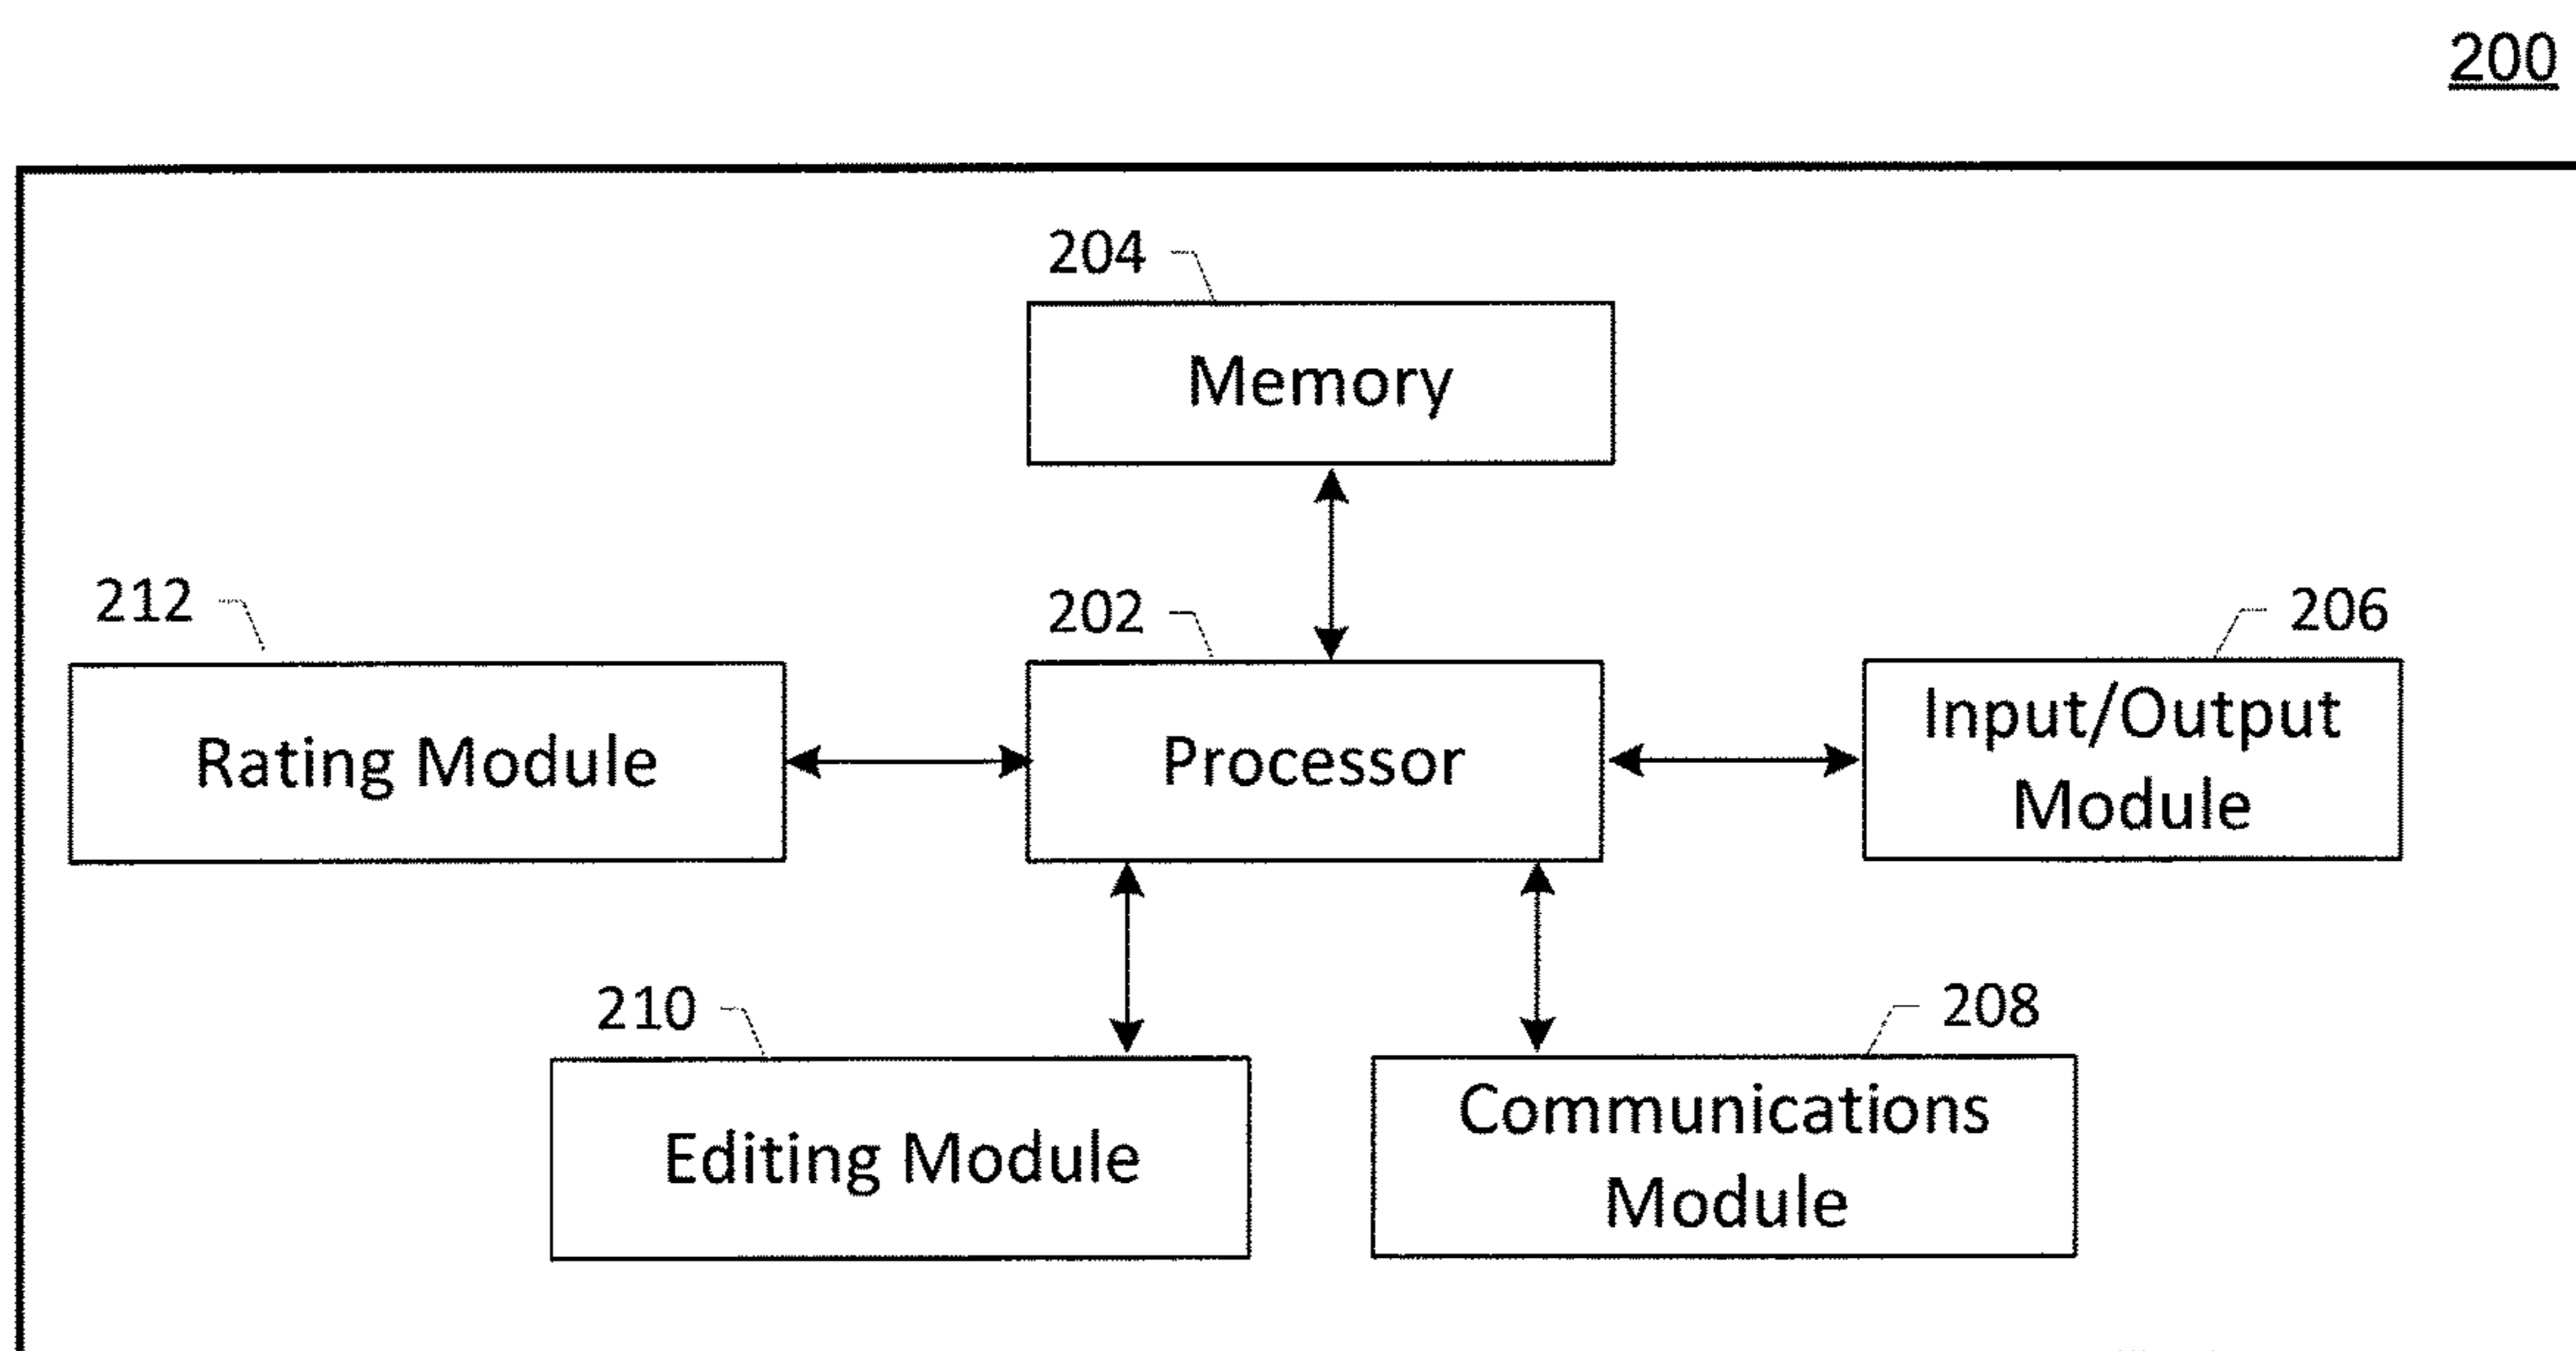 200
204
Memory
212
202
206
Rating Module
Processor
Input/Output
Module
210
208
Editing Module
Communications
Module